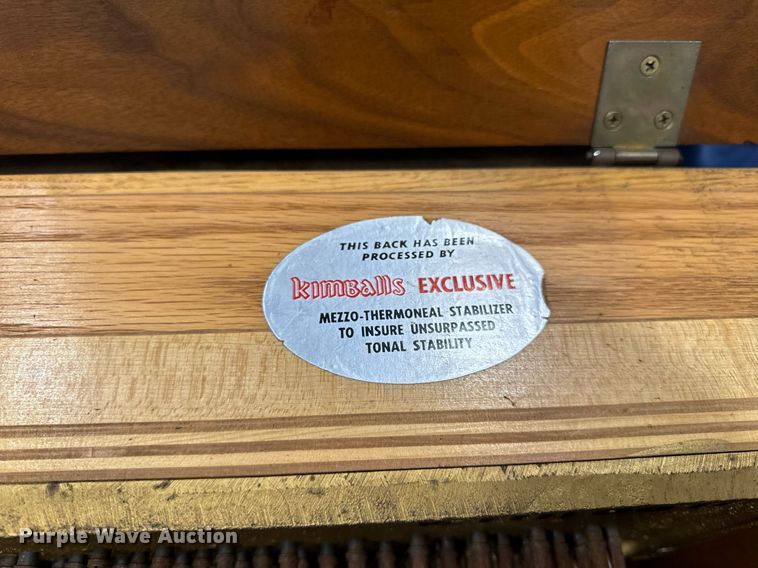 THIS BACK HAS BEEN
PROCESSED BY
KIMBAlls EXCLUSIVE
MEZZO-THERMONEAL STABILIZER
TO INSURE UNSURPASSED
TONAL STABILITY
Purple Wave Auction